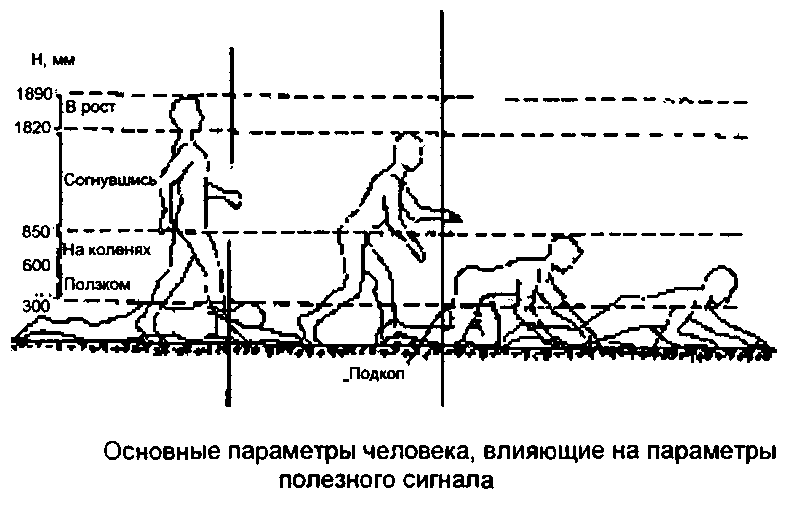 Н, мм
1890
В рост
1820
Согнувшись
850
На коленях
600
Ползком
300
Подкоп
Основные параметры человека, влияющие на параметры
полезного сигнала